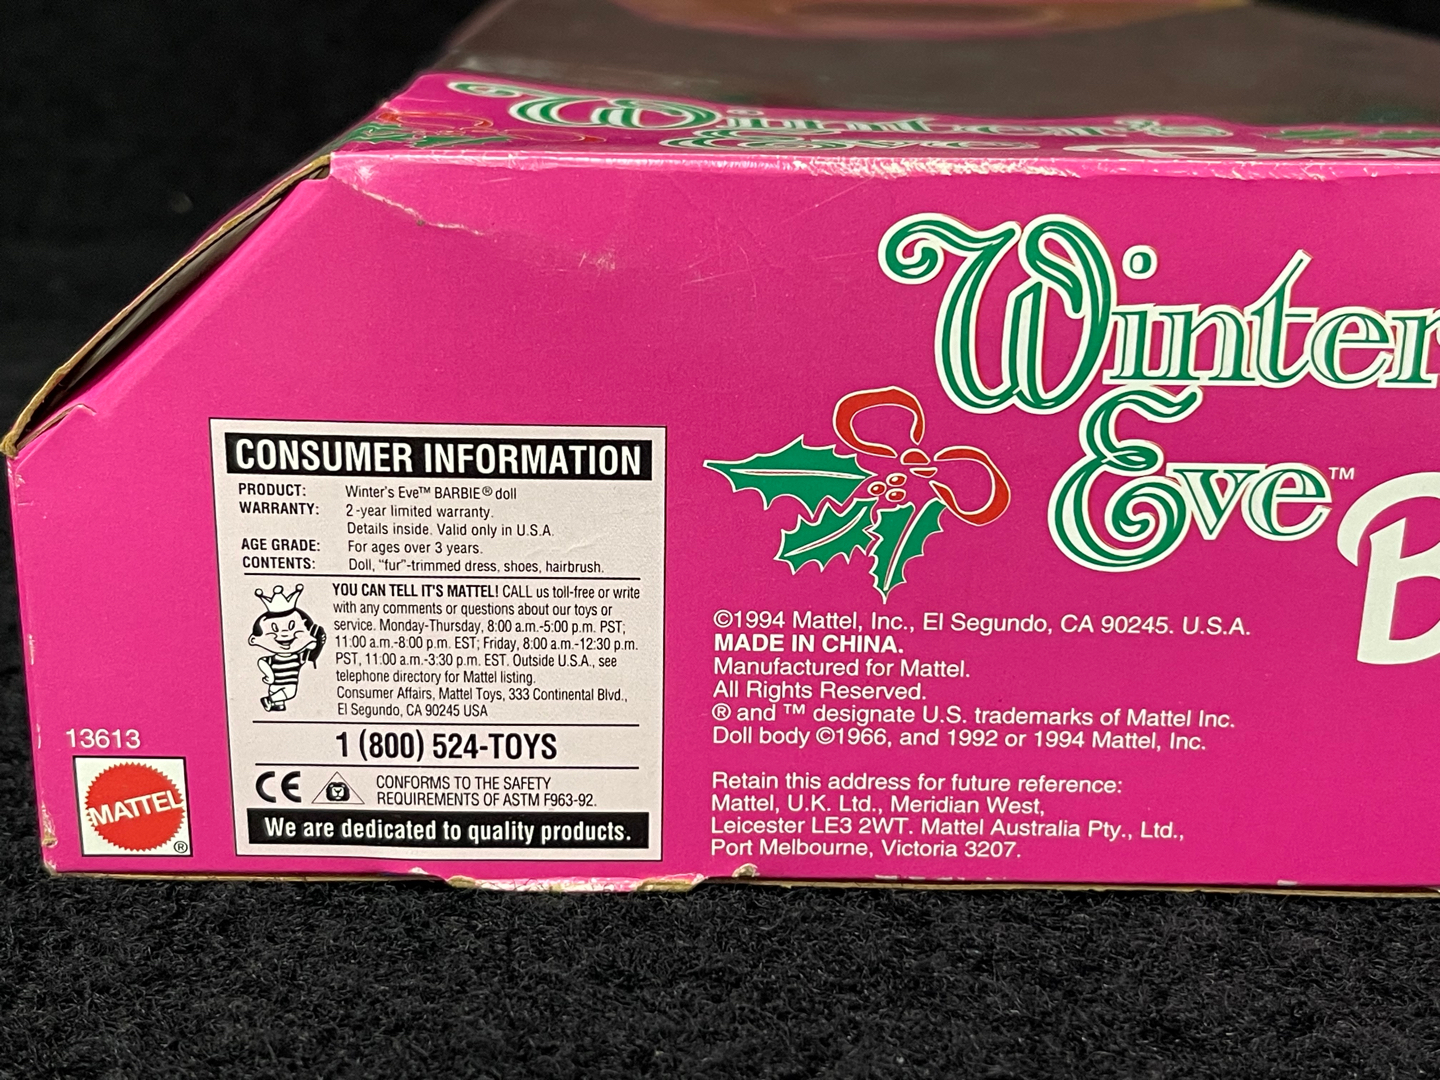 Winter's
Eve
Winter
Eve™
B
CONSUMER INFORMATION
PRODUCT: Winter's Eve™ BARBIE® doll
WARRANTY: 2-year limited warranty.
Details inside. Valid only in U.S.A.
AGE GRADE: For ages over 3 years.
CONTENTS: Doll, "fur"-trimmed dress, shoes, hairbrush.
YOU CAN TELL IT'S MATTEL! CALL us toll-free or write
with any comments or questions about our toys or
service. Monday-Thursday, 8:00 a.m.-5:00 p.m. PST;
11:00 a.m.-8:00 p.m. EST; Friday, 8:00 a.m.-12:30 p.m.
PST, 11:00 a.m.-3:30 p.m. EST. Outside U.S.A., see
telephone directory for Mattel listing.
Consumer Affairs, Mattel Toys, 333 Continental Blvd.,
El Segundo, CA 90245 USA
1 (800) 524-TOYS
CE
CONFORMS TO THE SAFETY
REQUIREMENTS OF ASTM F963-92.
We are dedicated to quality products.
13613
MATTEL®
©1994 Mattel, Inc., El Segundo, CA 90245. U.S.A.
MADE IN CHINA.
Manufactured for Mattel.
All Rights Reserved.
® and ™ designate U.S. trademarks of Mattel Inc.
Doll body ©1966, and 1992 or 1994 Mattel, Inc.
Retain this address for future reference:
Mattel, U.K. Ltd., Meridian West,
Leicester LE3 2WT. Mattel Australia Pty., Ltd.,
Port Melbourne, Victoria 3207.